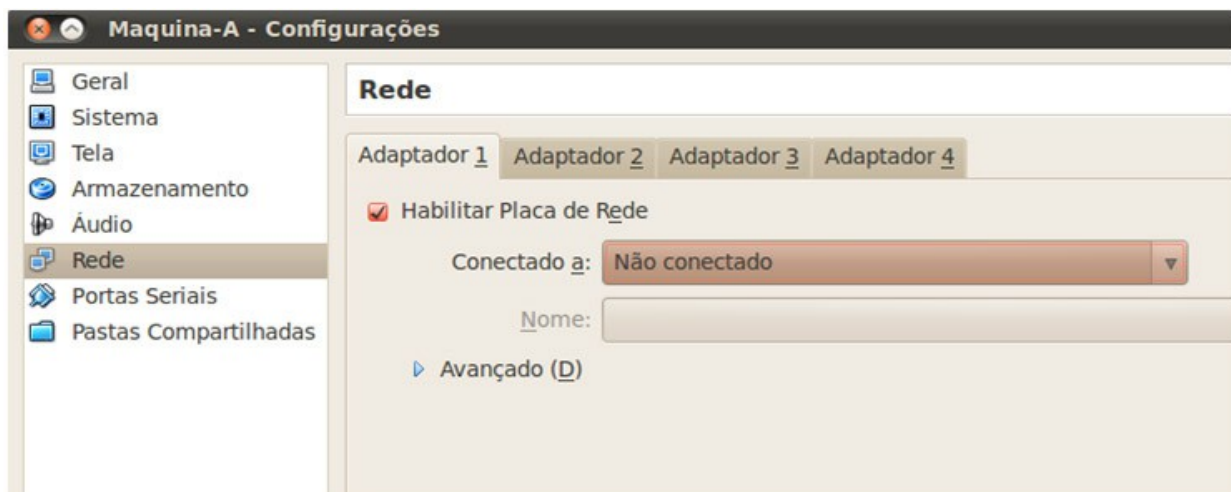 Maquina-A - Configurações
Geral
Sistema
Tela
Armazenamento
Áudio
Rede
Portas Seriais
Pastas Compartilhadas
Rede
Adaptador 1 Adaptador 2 Adaptador 3 Adaptador 4
Habilitar Placa de Rede
Conectado a: Não conectado
Nome:
Avançado (D)